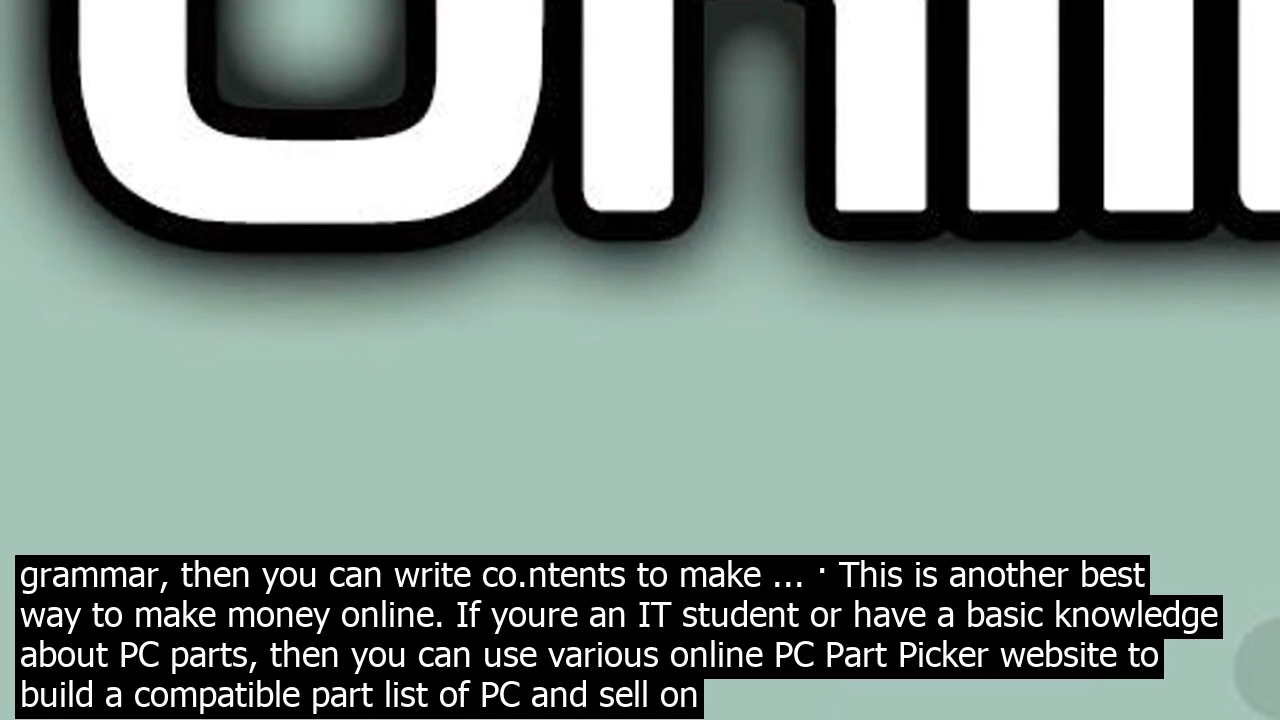 grammar, then you can write co.ntents to make ... · This is another best
way to make money online. If youre an IT student or have a basic knowledge
about PC parts, then you can use various online PC Part Picker website to
build a compatible part list of PC and sell on